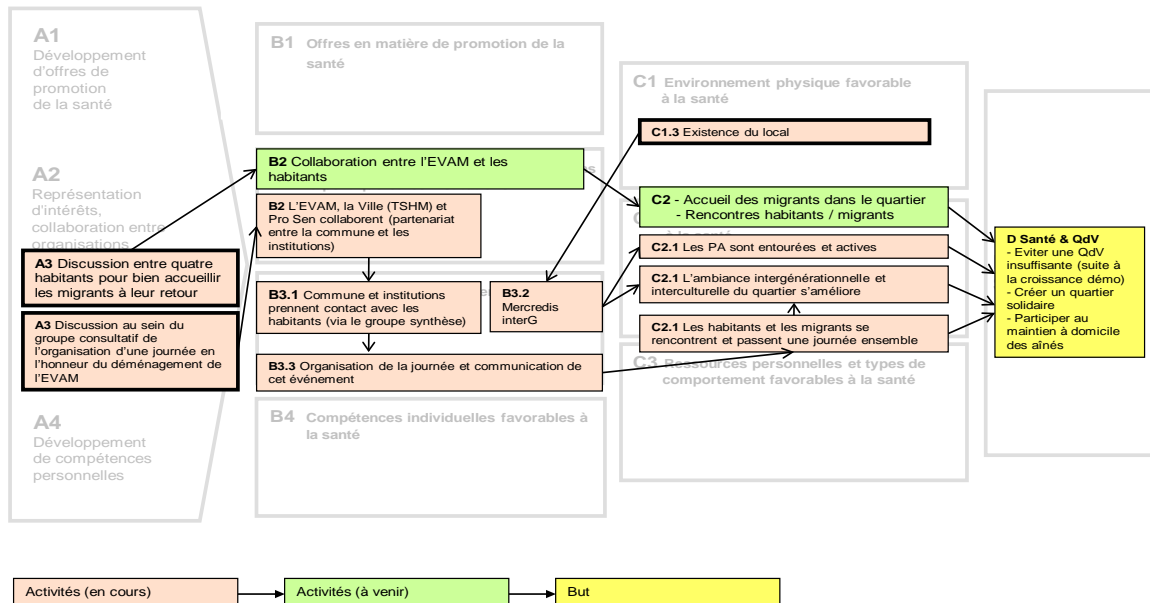 A1
Développement
d'offres de
promotion
de la santé
A2
Représentation
d'intérêts,
collaboration entre
organisations
A3 Discussion entre quatre
habitants pour bien accueillir
les migrants à leur retour
A3 Discussion au sein du
groupe consultatif de
l'organisation d'une journée en
l'honneur du déménagement de
l'EVAM
A4
Développement
de compétences
personnelles
B1 Offres en matière de promotion de la
santé
B2 Collaboration entre l'EVAM et les
habitants
es
B2 L'EVAM, la Ville (TSHM) et
Pro Sen collaborent (partenariat
entre la commune et les
institutions)
B3.1 Commune et institutions
prennent contact avec les
habitants (via le groupe synthèse)
B3.2
Mercredis
interG
B3.3 Organisation de la journée et communication de
cet événement
B4 Compétences individuelles favorables à
la santé
C1 Environnement physique favorable
à la santé
C1.3 Existence du local
C2 - Accueil des migrants dans le quartier
- Rencontres habitants / migrants
C2.1 Les PA sont entourées et actives
C2.1 L'ambiance intergénérationnelle et
interculturelle du quartier s'améliore
C2.1 Les habitants et les migrants se
rencontrent et passent une journée ensemble
C3 Ressources personnelles et types de
comportement favorables à la santé
D Santé & QdV
- Eviter une QdV
insuffisante (suite à
la croissance démo)
- Créer un quartier
solidaire
- Participer au
maintien à domicile
des aînés
Activités (en cours)
Activités (à venir)
But